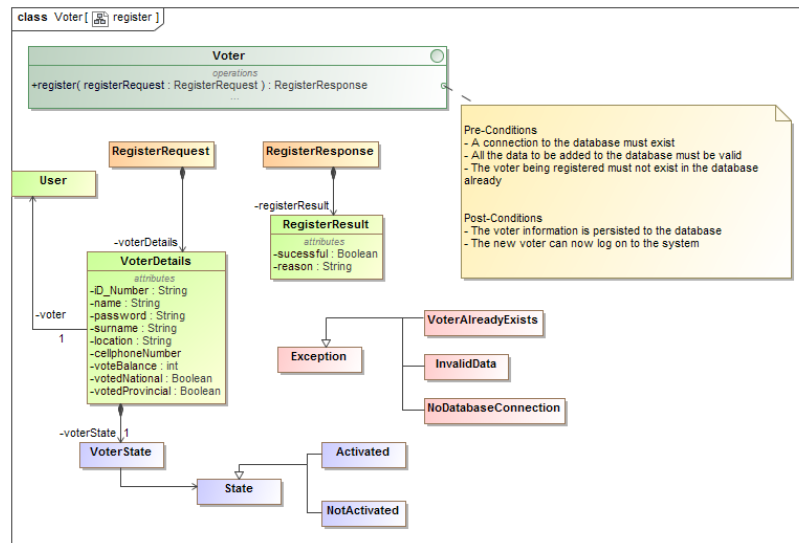 class Voter [ register ]
Voter
operations
+register( registerRequest : RegisterRequest ) : RegisterResponse
...
Pre-Conditions
- A connection to the database must exist
- All the data to be added to the database must be valid
- The voter being registered must not exist in the database
already
Post-Conditions
- The voter information is persisted to the database
- The new voter can now log on to the system
RegisterRequest
RegisterResponse
User
-registerResult
RegisterResult
attributes
-sucessful : Boolean
-reason : String
-voterDetails
VoterDetails
attributes
-iD_Number : String
-name : String
-password : String
-surname : String
-location : String
-cellphoneNumber
-voteBalance : int
-votedNational : Boolean
-votedProvincial : Boolean
-voter
1
Exception
VoterAlreadyExists
InvalidData
NoDatabaseConnection
-voterState
1
VoterState
State
Activated
NotActivated